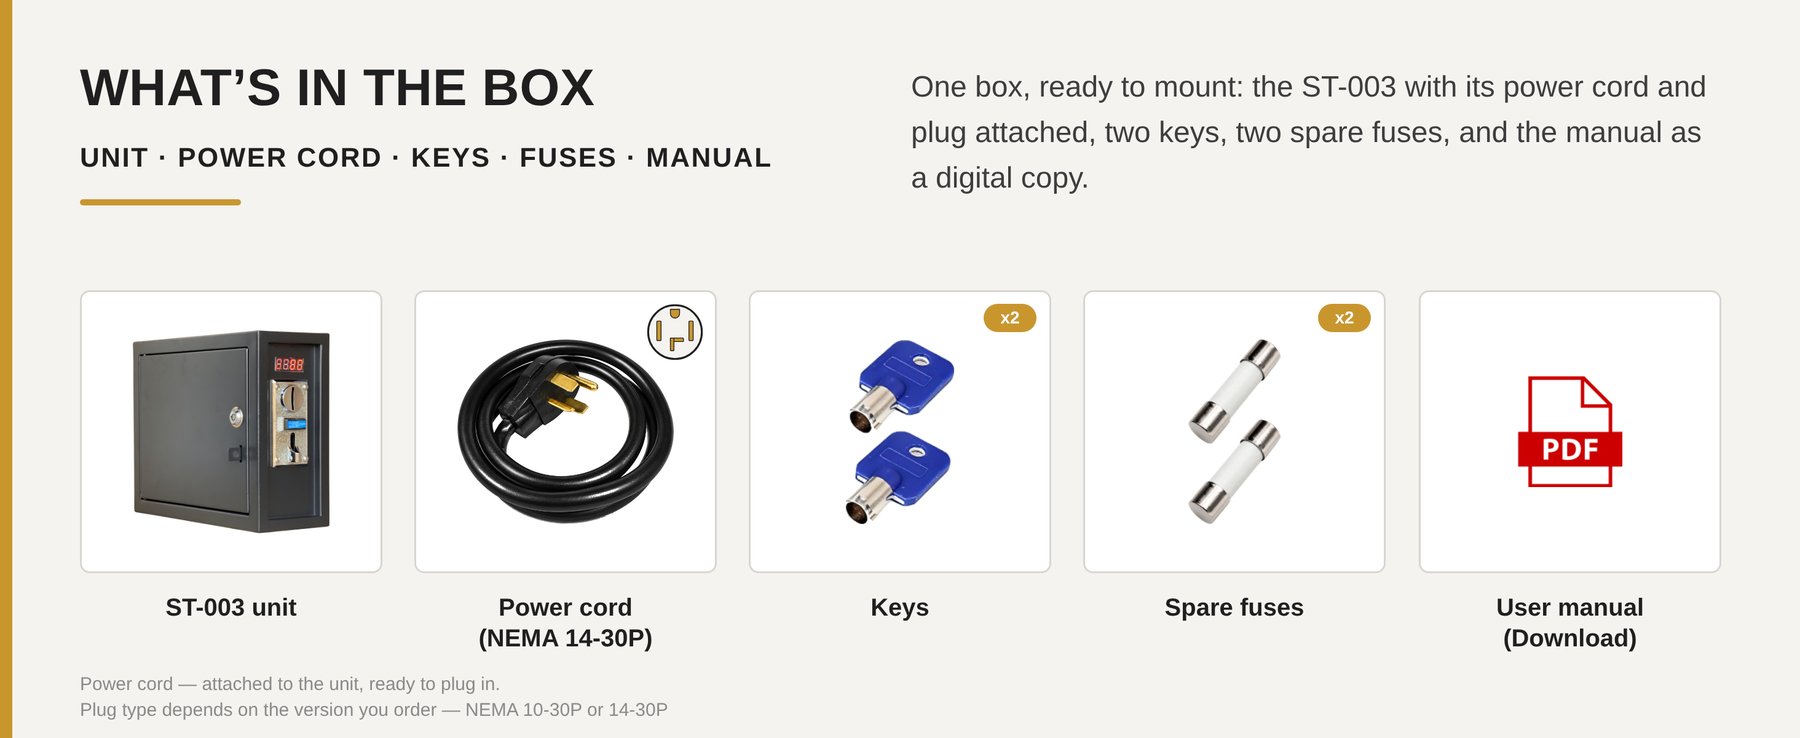 WHAT'S IN THE BOX
UNIT · POWER CORD · KEYS · FUSES · MANUAL
One box, ready to mount: the ST-003 with its power cord and
plug attached, two keys, two spare fuses, and the manual as
a digital copy.
x2
x2
8888
PDF
ST-003 unit
Power cord
(NEMA 14-30P)
Keys
Spare fuses
User manual
(Download)
Power cord — attached to the unit, ready to plug in.
Plug type depends on the version you order — NEMA 10-30P or 14-30P